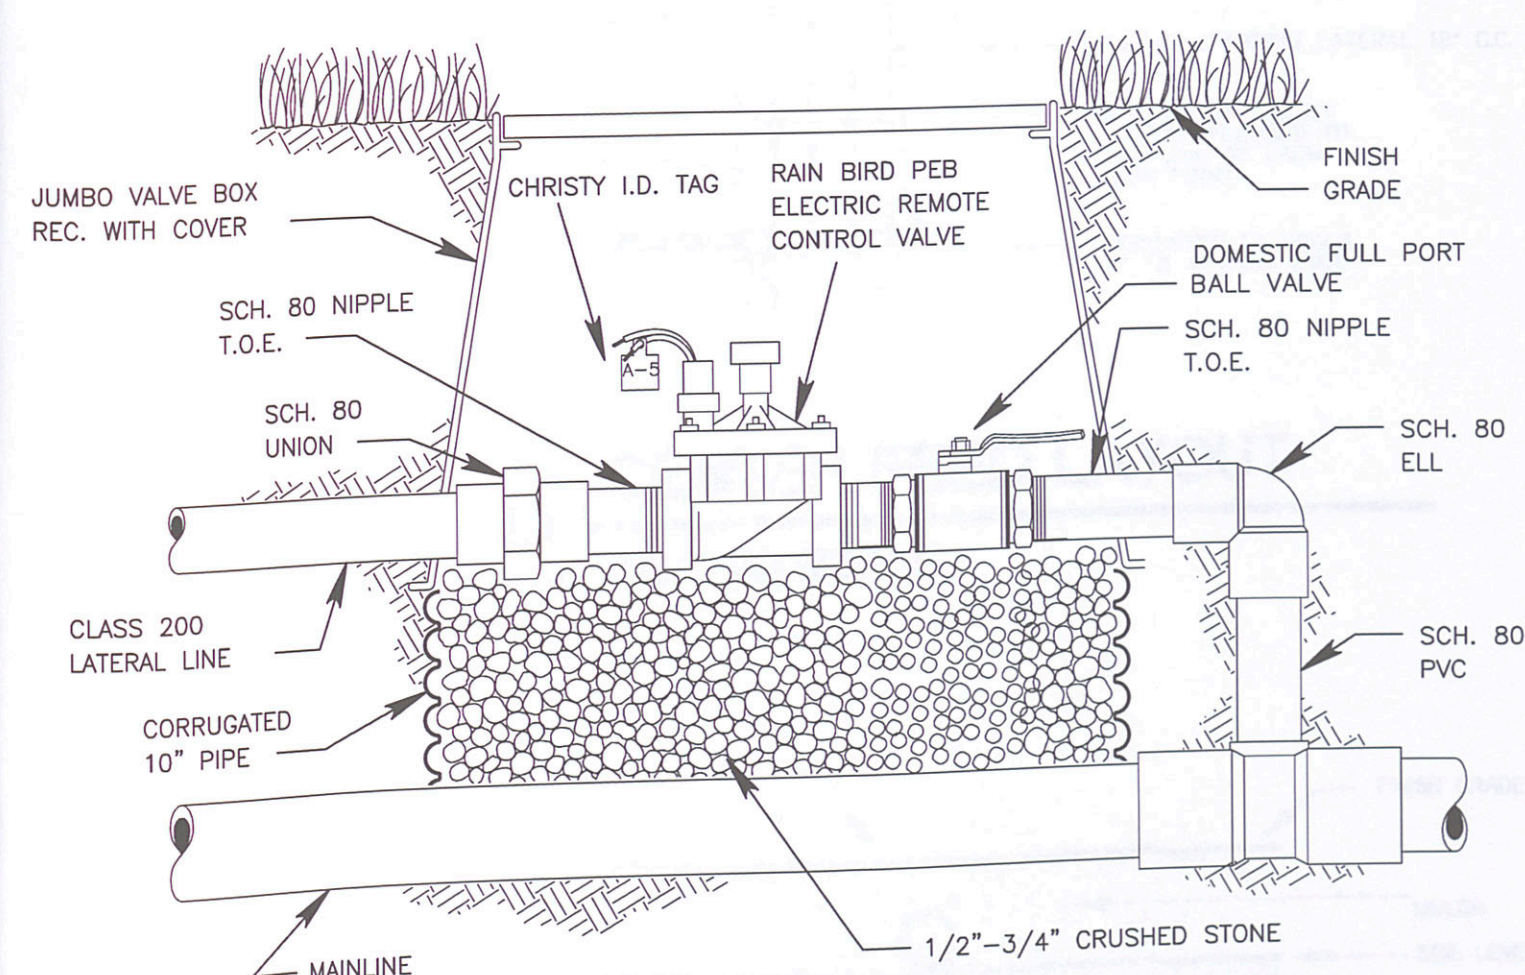 JUMBO VALVE BOX
REC. WITH COVER
CHRISTY I.D. TAG
RAIN BIRD PEB
ELECTRIC REMOTE
CONTROL VALVE
FINISH
GRADE
DOMESTIC FULL PORT
BALL VALVE
SCH. 80 NIPPLE
T.O.E.
SCH. 80 NIPPLE
T.O.E.
A-5
SCH. 80
UNION
SCH. 80
ELL
CLASS 200
LATERAL LINE
SCH. 80
PVC
CORRUGATED
10" PIPE
1/2"-3/4" CRUSHED STONE
MAINLINE